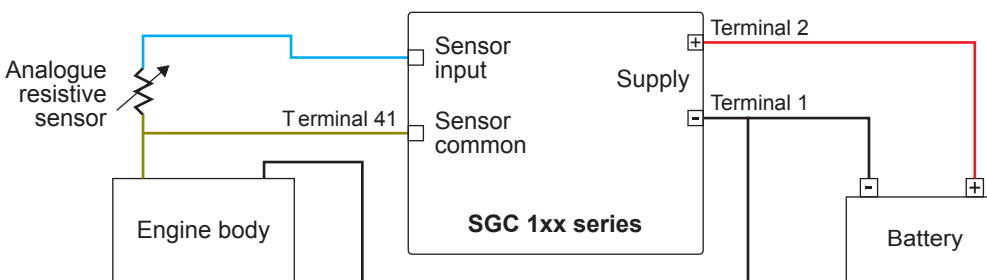 Terminal 2
Sensor
input
+
Analogue
resistive
sensor
Supply
Terminal 1
Terminal 41
Sensor
common
-
-
+
Engine body
SGC 1xx series
Battery